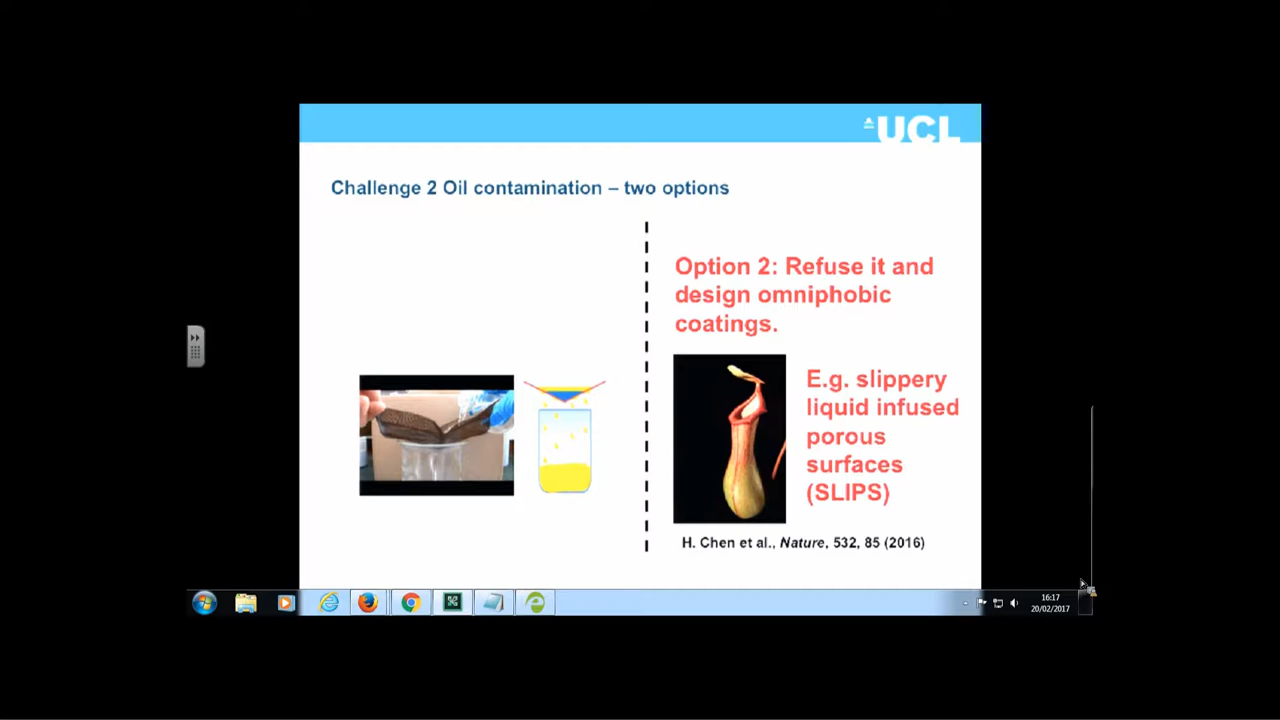 UCL
Challenge 2 Oil contamination – two options
Option 2: Refuse it and
design omniphobic
coatings.
E.g. slippery
liquid infused
porous
surfaces
(SLIPS)
H. Chen et al., Nature, 532, 85 (2016)
16:17
20/02/2017